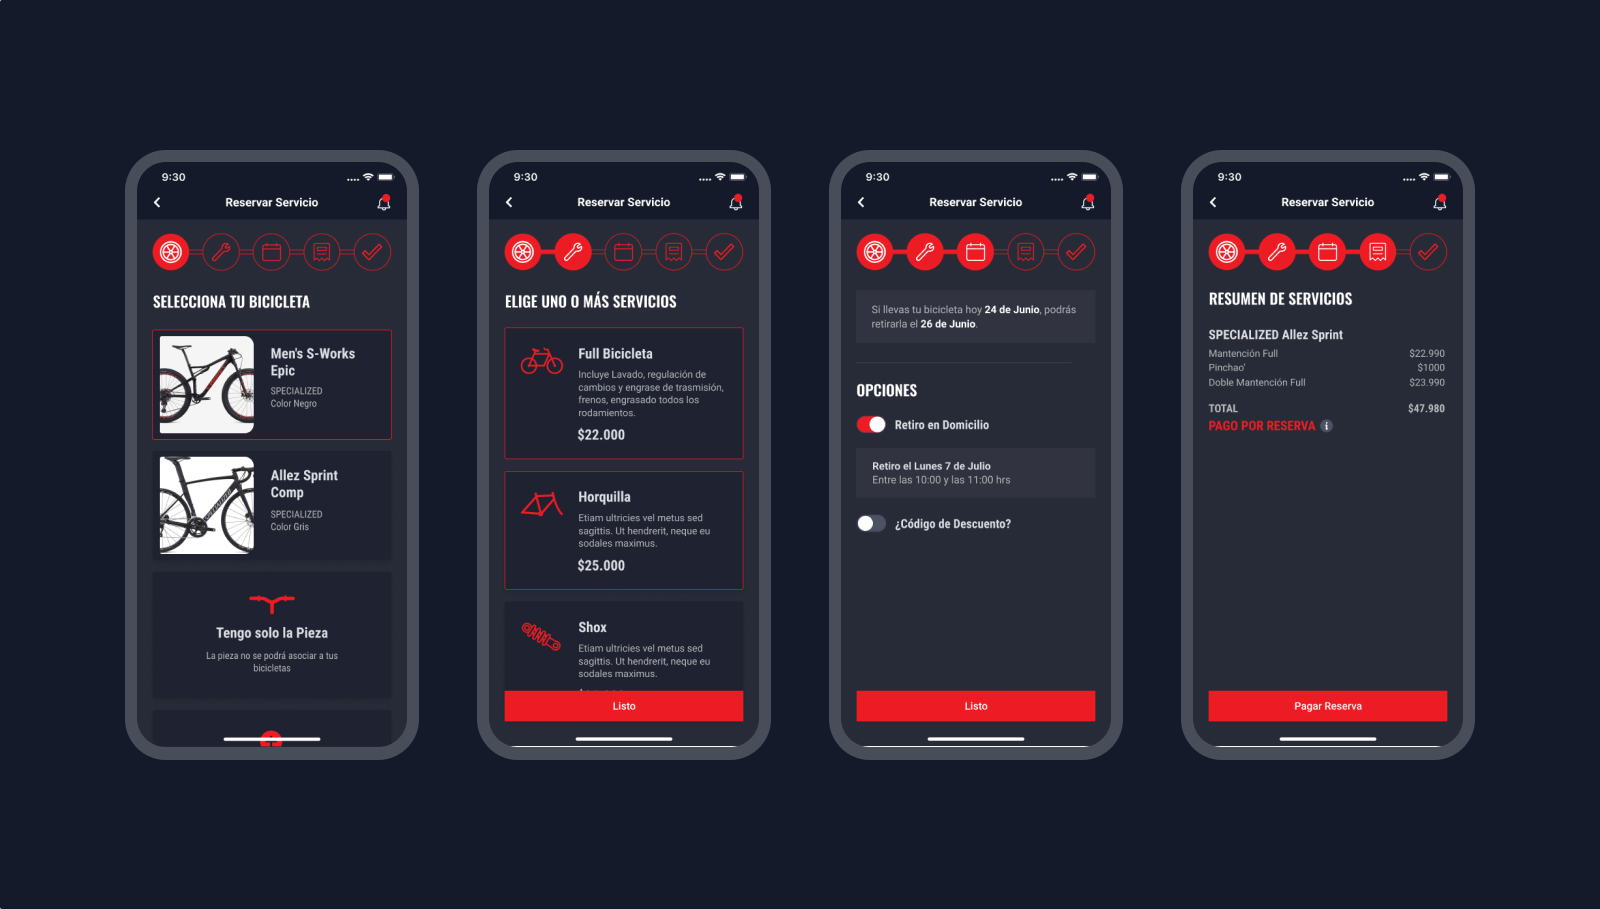 9:30
Reservar Servicio
SELECCIONA TU BICICLETA
Men's S-Works
Epic
SPECIALIZED
Color Negro
Allez Sprint
Comp
SPECIALIZED
Color Gris
Tengo solo la Pieza
La pieza no se podrá asociar a tus
bicicletas
9:30
Reservar Servicio
ELIGE UNO O MÁS SERVICIOS
Full Bicicleta
Incluye Lavado, regulación de
cambios y engrase de trasmisión,
frenos, engrasado todos los
rodamientos.
$22.000
Horquilla
Etiam ultricies vel metus sed
sagittis. Ut hendrerit, neque eu
sodales maximus.
$25.000
Shox
Etiam ultricies vel metus sed
sagittis. Ut hendrerit, neque eu
sodales maximus.
Listo
9:30
Reservar Servicio
Si llevas tu bicicleta hoy 24 de Junio, podrás
retirarla el 26 de Junio.
OPCIONES
Retiro en Domicilio
Retiro el Lunes 7 de Julio
Entre las 10:00 y las 11:00 hrs
¿Código de Descuento?
Listo
9:30
Reservar Servicio
RESUMEN DE SERVICIOS
SPECIALIZED Allez Sprint
Mantención Full $22.990
Pinchao' $1000
Doble Mantención Full $23.990
TOTAL $47.980
PAGO POR RESERVA i
Pagar Reserva